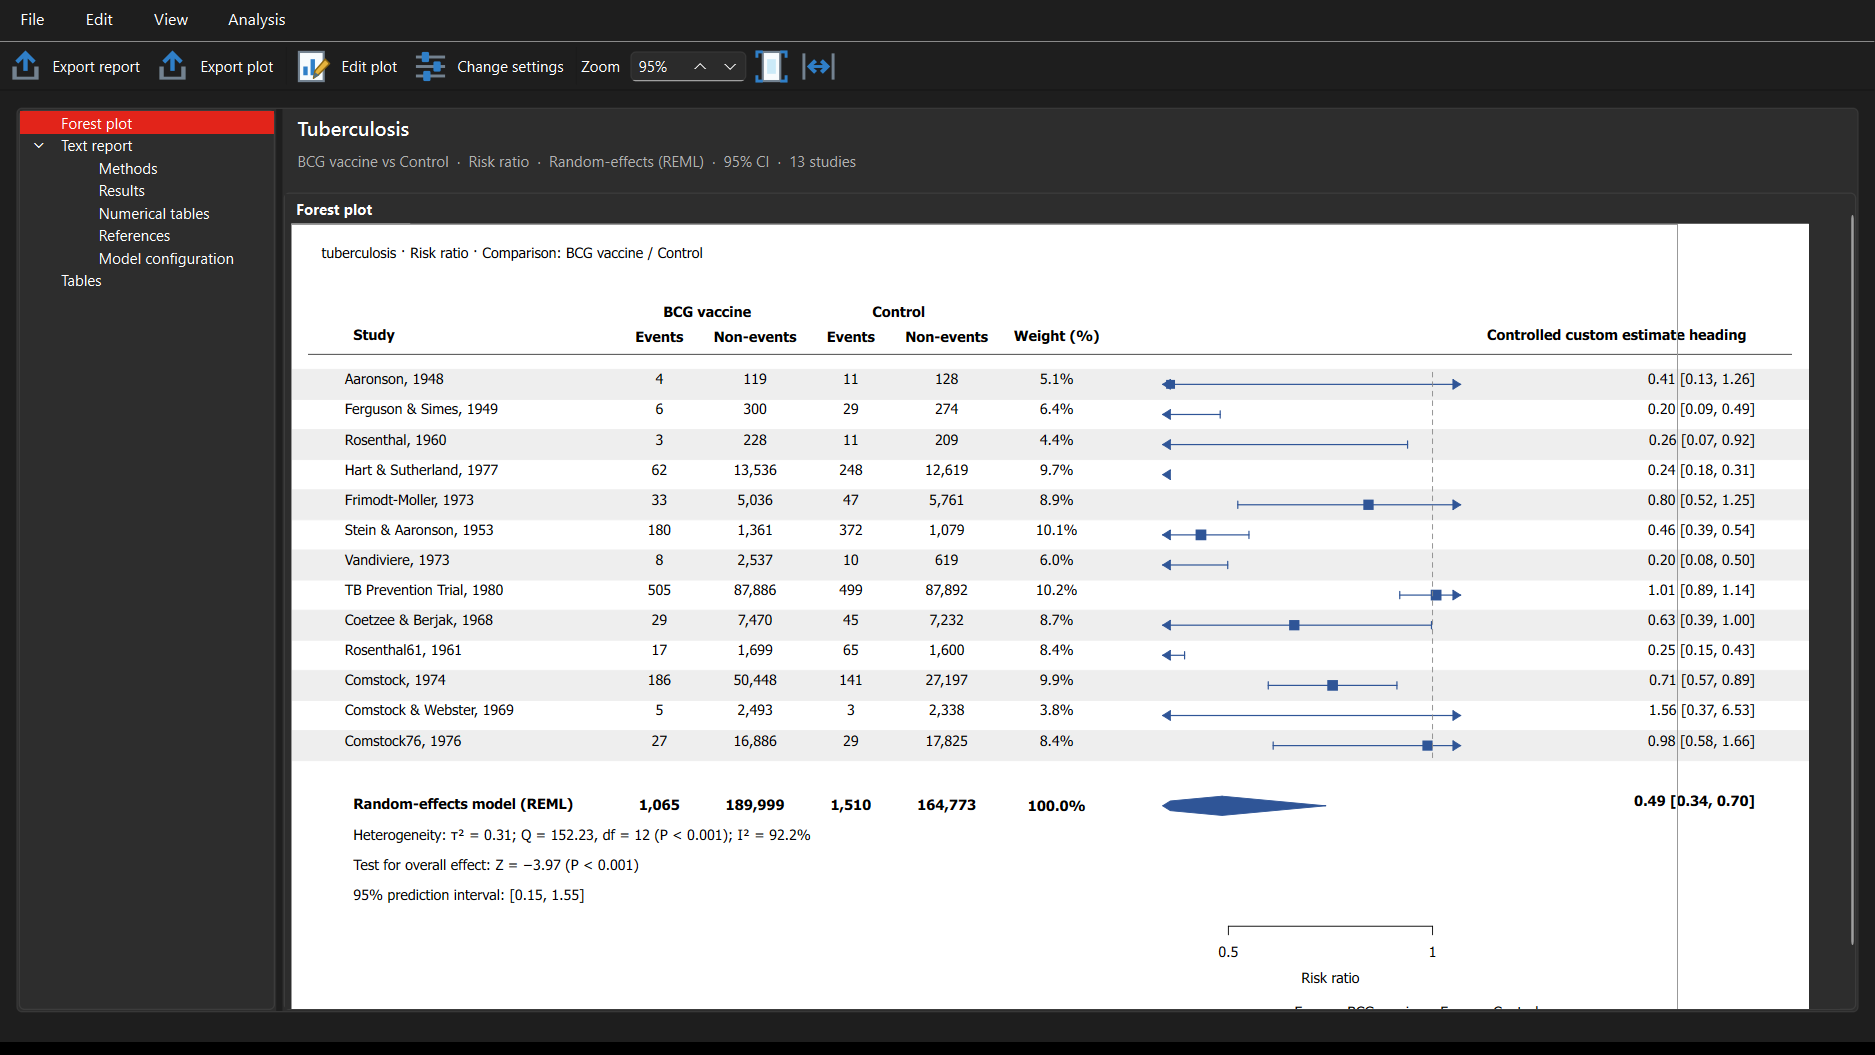 File Edit View Analysis
Export report Export plot Edit plot Change settings Zoom 95%
Forest plot
Text report
Methods
Results
Numerical tables
References
Model configuration
Tables
Tuberculosis
BCG vaccine vs Control · Risk ratio · Random-effects (REML) · 95% CI · 13 studies
Forest plot
tuberculosis · Risk ratio · Comparison: BCG vaccine / Control
BCG vaccine Control
Study Events Non-events Events Non-events Weight (%) Controlled custom estimate heading
Aaronson, 1948 4 119 11 128 5.1% 0.41 [0.13, 1.26]
Ferguson & Simes, 1949 6 300 29 274 6.4% 0.20 [0.09, 0.49]
Rosenthal, 1960 3 228 11 209 4.4% 0.26 [0.07, 0.92]
Hart & Sutherland, 1977 62 13,536 248 12,619 9.7% 0.24 [0.18, 0.31]
Frimodt-Moller, 1973 33 5,036 47 5,761 8.9% 0.80 [0.52, 1.25]
Stein & Aaronson, 1953 180 1,361 372 1,079 10.1% 0.46 [0.39, 0.54]
Vandiviere, 1973 8 2,537 10 619 6.0% 0.20 [0.08, 0.50]
TB Prevention Trial, 1980 505 87,886 499 87,892 10.2% 1.01 [0.89, 1.14]
Coetzee & Berjak, 1968 29 7,470 45 7,232 8.7% 0.63 [0.39, 1.00]
Rosenthal61, 1961 17 1,699 65 1,600 8.4% 0.25 [0.15, 0.43]
Comstock, 1974 186 50,448 141 27,197 9.9% 0.71 [0.57, 0.89]
Comstock & Webster, 1969 5 2,493 3 2,338 3.8% 1.56 [0.37, 6.53]
Comstock76, 1976 27 16,886 29 17,825 8.4% 0.98 [0.58, 1.66]
Random-effects model (REML) 1,065 189,999 1,510 164,773 100.0% 0.49 [0.34, 0.70]
Heterogeneity: τ² = 0.31; Q = 152.23, df = 12 (P < 0.001); I² = 92.2%
Test for overall effect: Z = −3.97 (P < 0.001)
95% prediction interval: [0.15, 1.55]
0.5 1
Risk ratio